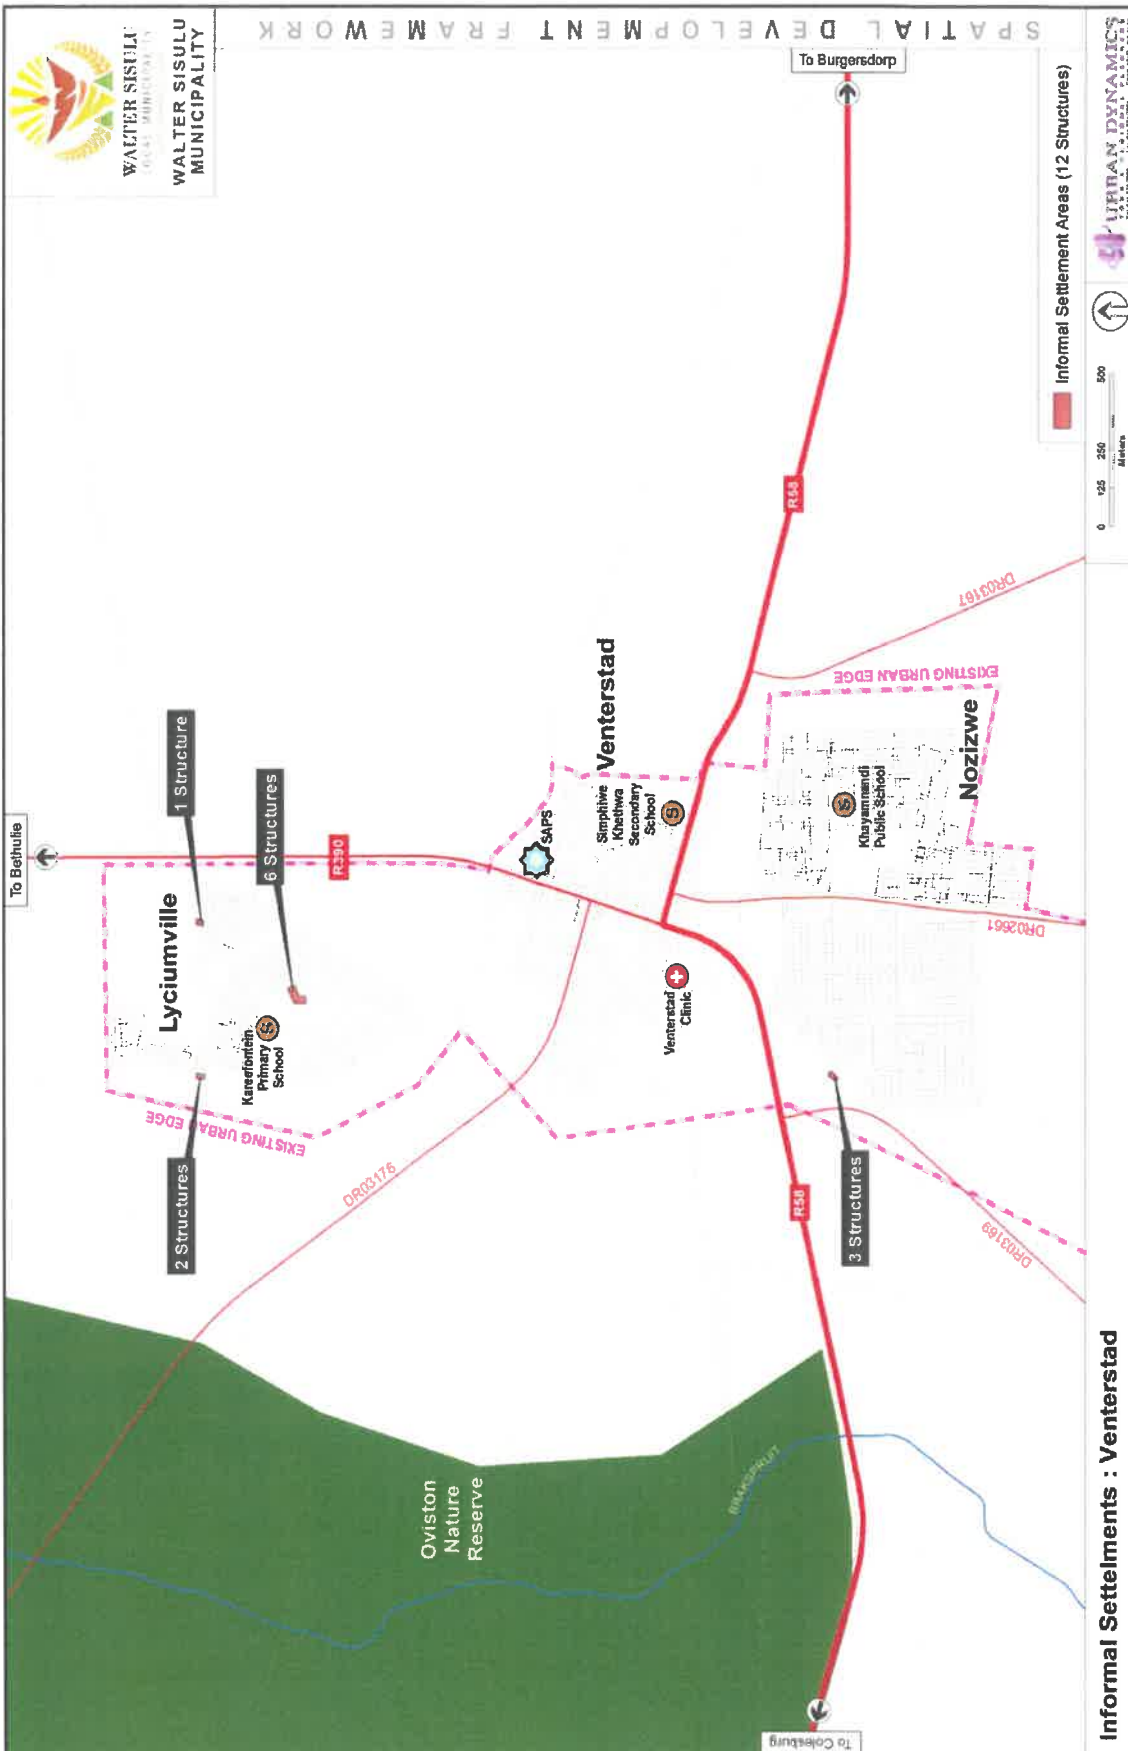 WALTER SISULU
LOCAL MUNICIPALITY
WALTER SISULU
MUNICIPALITY
SPATIAL DEVELOPMENT FRAMEWORK
To Bethulie
1 Structure
Lyciumville
6 Structures
R390
2 Structures
Kareefontein
Primary
School
S
EXISTING URBAN EDGE
DR03176
SAPS
Venterstad
Simphiwe
Khethwa
Secondary
School
S
Venterstad
Clinic
Oviston
Nature
Reserve
BRAKSPRUIT
R58
R58
To Burgersdorp
To Colesburg
3 Structures
DR03169
DR02661
DR03167
EXISTING URBAN EDGE
Khayamnandi
Public School
S
Nozizwe
Informal Settlement Areas (12 Structures)
Informal Settelments : Venterstad
0 125 250 500
Meters
URBAN DYNAMICS